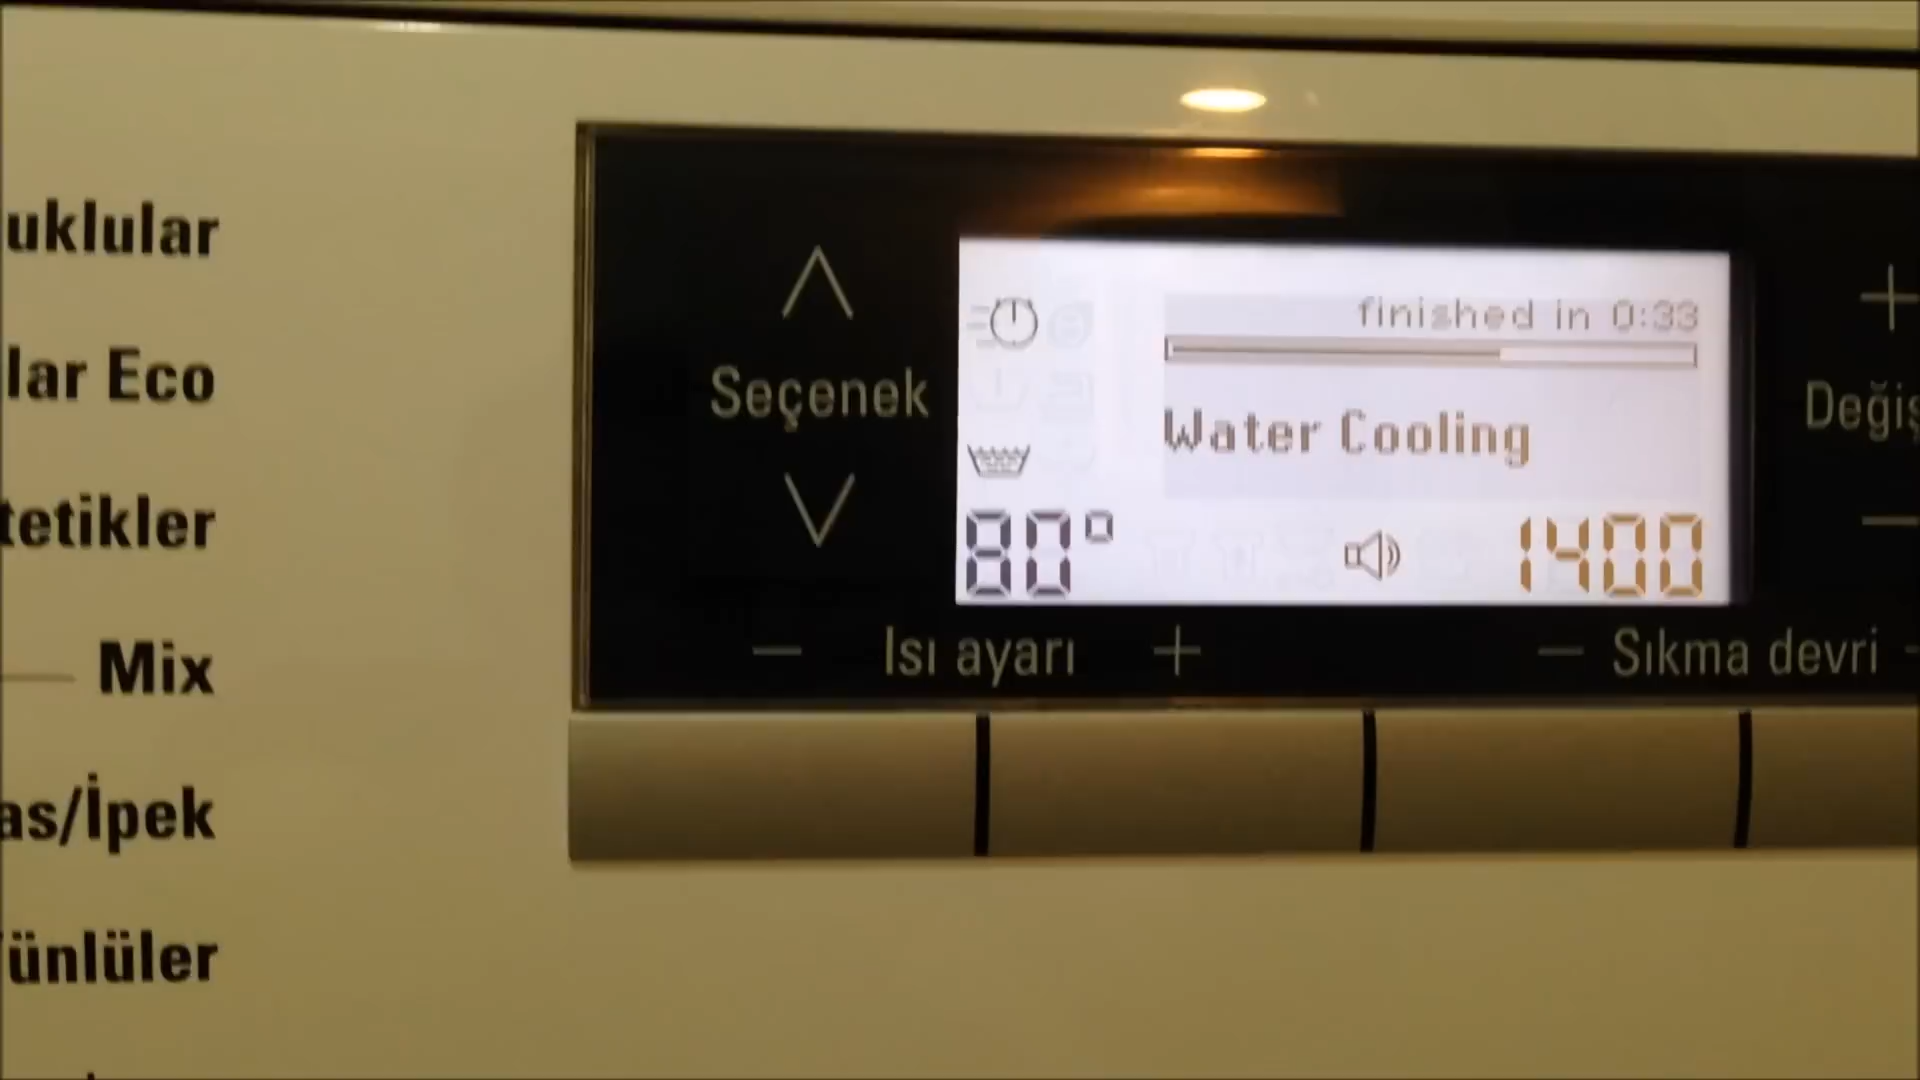 uklular
lar Eco
tetikler
Mix
as/İpek
ünlüler
Seçenek
finished in 0:33
Water Cooling
80°
1400
Isı ayarı
Sıkma devri
Değiş